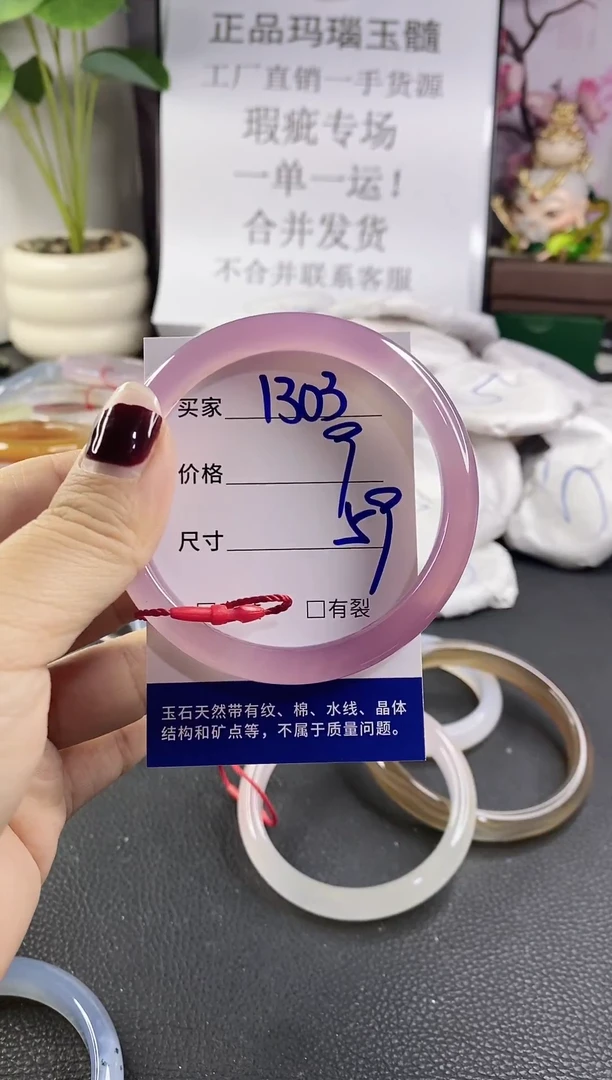 正品玛瑙玉髓
工厂直销一手货源
瑕疵专场
一单一运！
合并发货
不合并联系客服
买家 1303
价格 9
尺寸 59
□有裂
玉石天然带有纹、棉、水线、晶体
结构和矿点等，不属于质量问题。
5